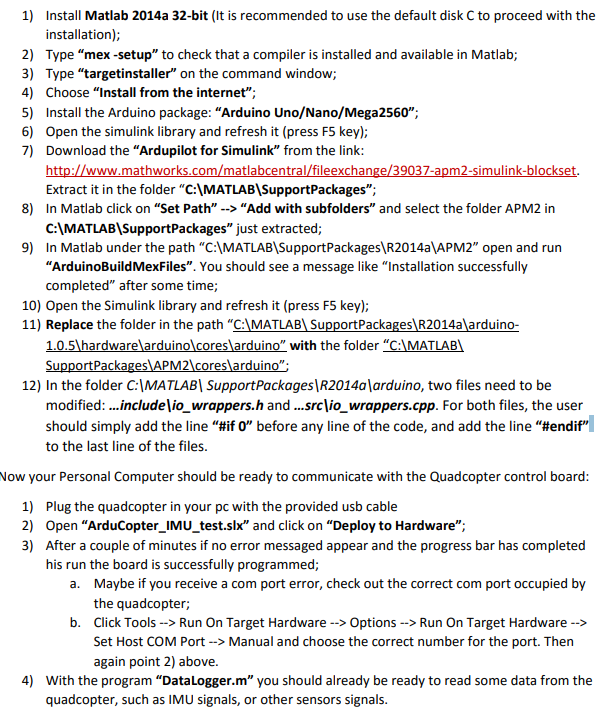 1) Install Matlab 2014a 32-bit (It is recommended to use the default disk C to proceed with the
installation);
2) Type “mex -setup” to check that a compiler is installed and available in Matlab;
3) Type “targetinstaller” on the command window;
4) Choose “Install from the internet”;
5) Install the Arduino package: “Arduino Uno/Nano/Mega2560”;
6) Open the simulink library and refresh it (press F5 key);
7) Download the “Ardupilot for Simulink” from the link:
http://www.mathworks.com/matlabcentral/fileexchange/39037-apm2-simulink-blockset.
Extract it in the folder “C:\MATLAB\SupportPackages”;
8) In Matlab click on “Set Path” --> “Add with subfolders” and select the folder APM2 in
C:\MATLAB\SupportPackages” just extracted;
9) In Matlab under the path “C:\MATLAB\SupportPackages\R2014a\APM2” open and run
“ArduinoBuildMexFiles”. You should see a message like “Installation successfully
completed” after some time;
10) Open the Simulink library and refresh it (press F5 key);
11) Replace the folder in the path “C:\MATLAB\ SupportPackages\R2014a\arduino-
1.0.5\hardware\arduino\cores\arduino” with the folder “C:\MATLAB\
SupportPackages\APM2\cores\arduino”;
12) In the folder C:\MATLAB\ SupportPackages\R2014a\arduino, two files need to be
modified: …include\io_wrappers.h and …src\io_wrappers.cpp. For both files, the user
should simply add the line “#if 0” before any line of the code, and add the line “#endif”
to the last line of the files.
Now your Personal Computer should be ready to communicate with the Quadcopter control board:
1) Plug the quadcopter in your pc with the provided usb cable
2) Open “ArduCopter_IMU_test.slx” and click on “Deploy to Hardware”;
3) After a couple of minutes if no error messaged appear and the progress bar has completed
his run the board is successfully programmed;
a. Maybe if you receive a com port error, check out the correct com port occupied by
the quadcopter;
b. Click Tools --> Run On Target Hardware --> Options --> Run On Target Hardware -->
Set Host COM Port --> Manual and choose the correct number for the port. Then
again point 2) above.
4) With the program “DataLogger.m” you should already be ready to read some data from the
quadcopter, such as IMU signals, or other sensors signals.